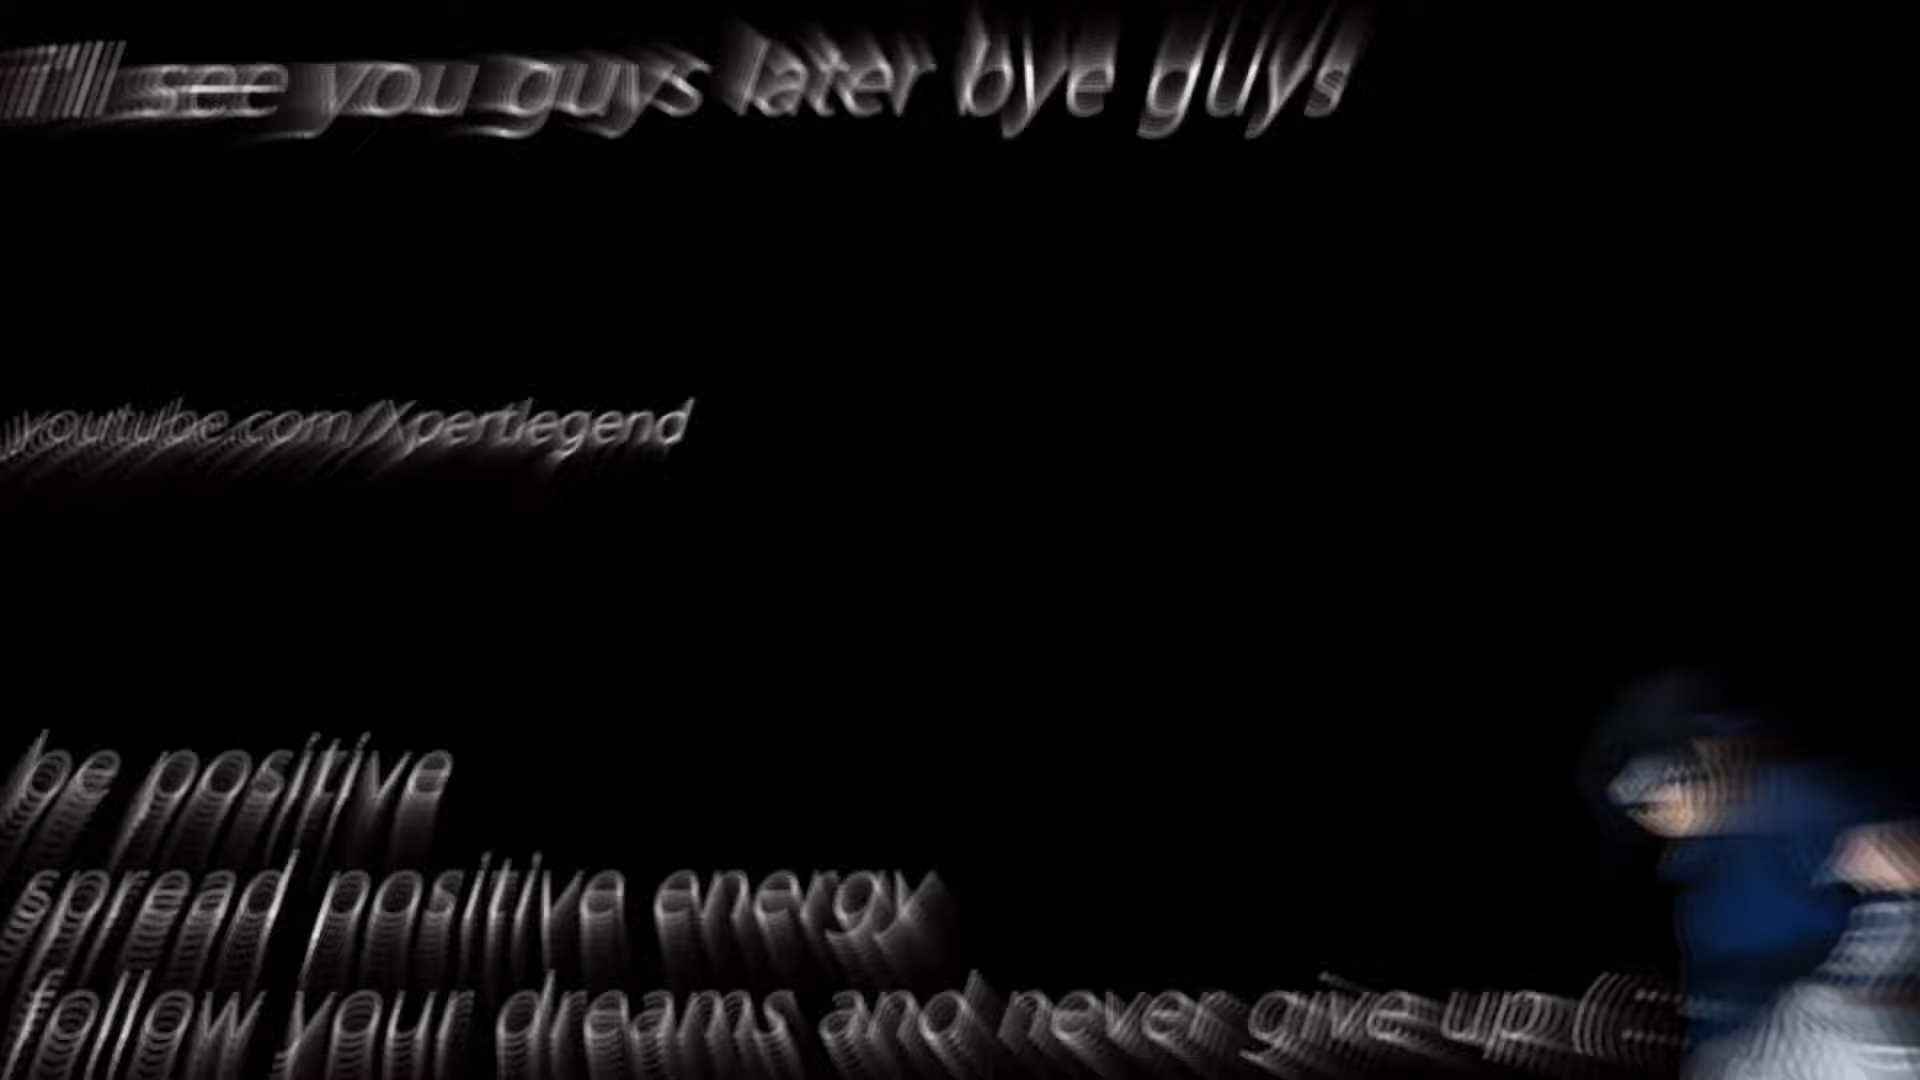 i'll see you guys later bye guys
youtube.com/Xpertlegend
be positive
spread positive energy
follow your dreams and never give up (